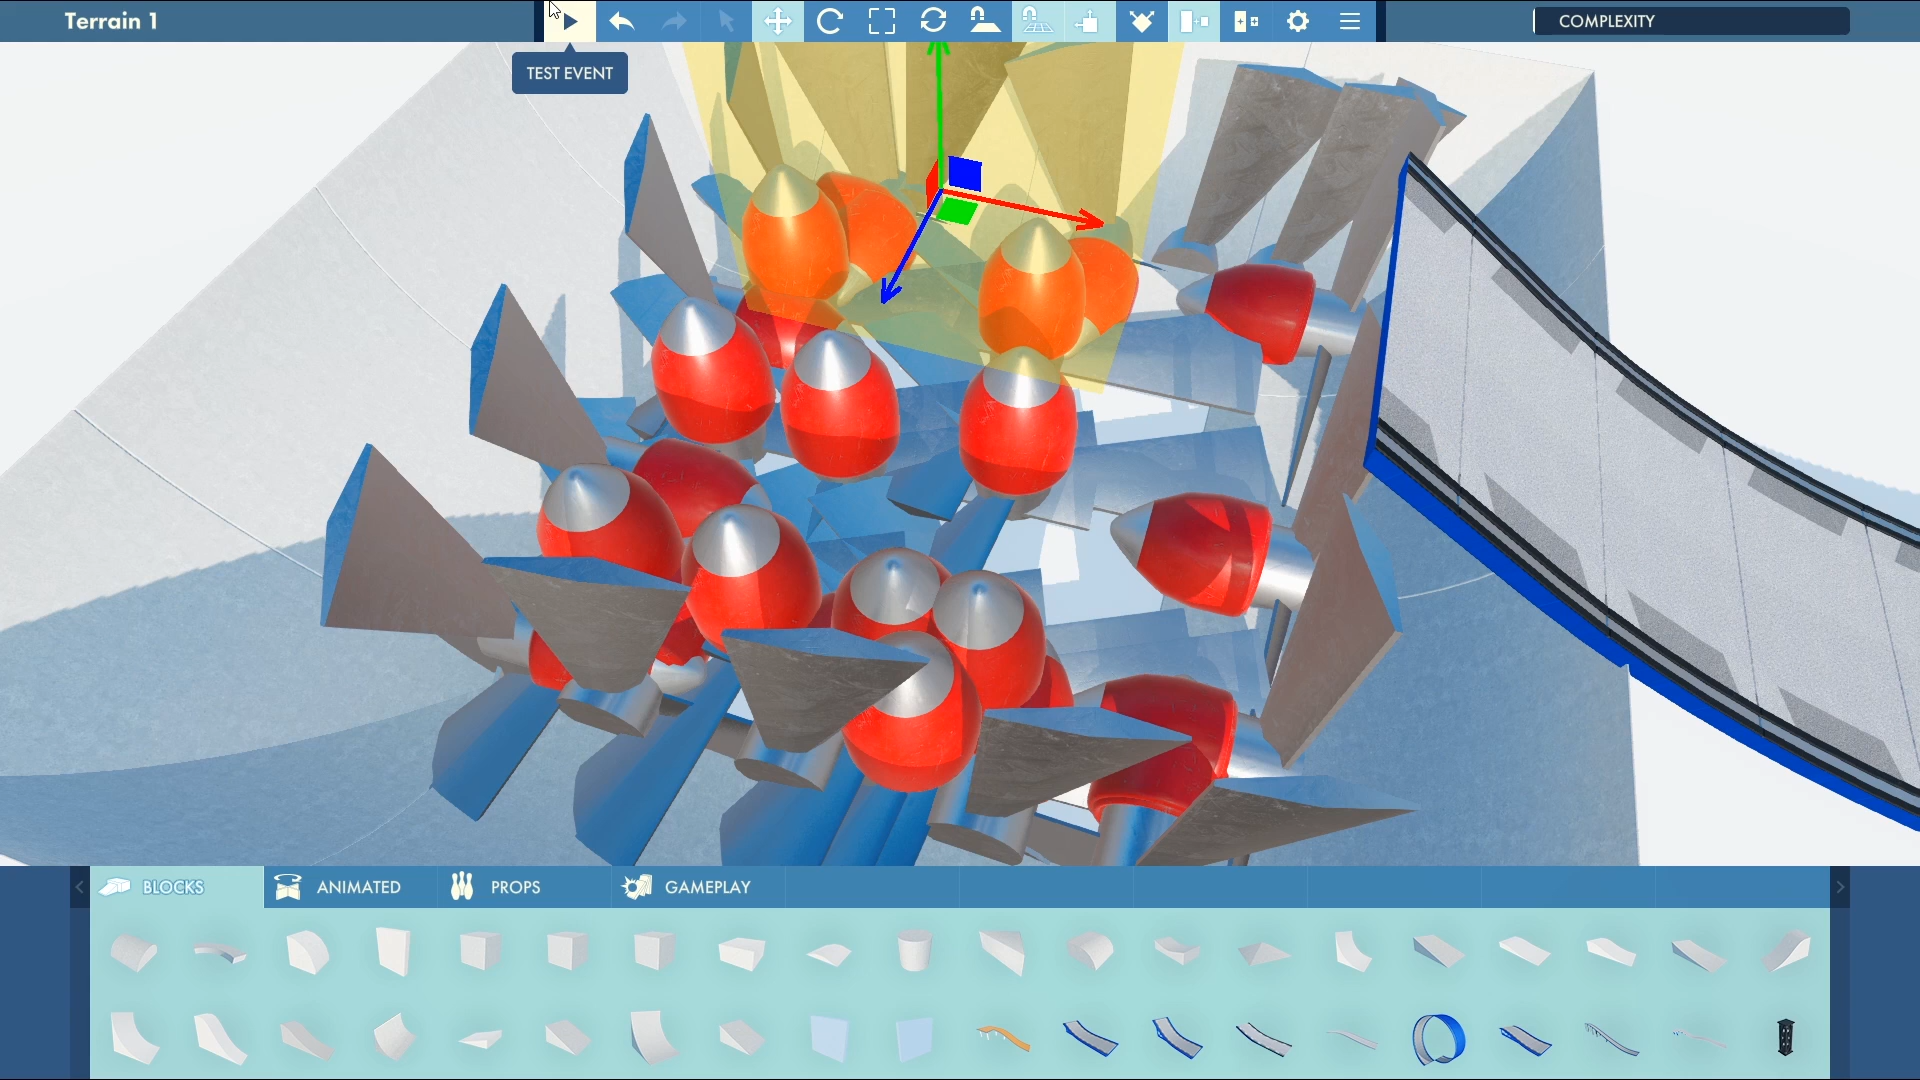 Terrain 1
COMPLEXITY
TEST EVENT
BLOCKS
ANIMATED
PROPS
GAMEPLAY